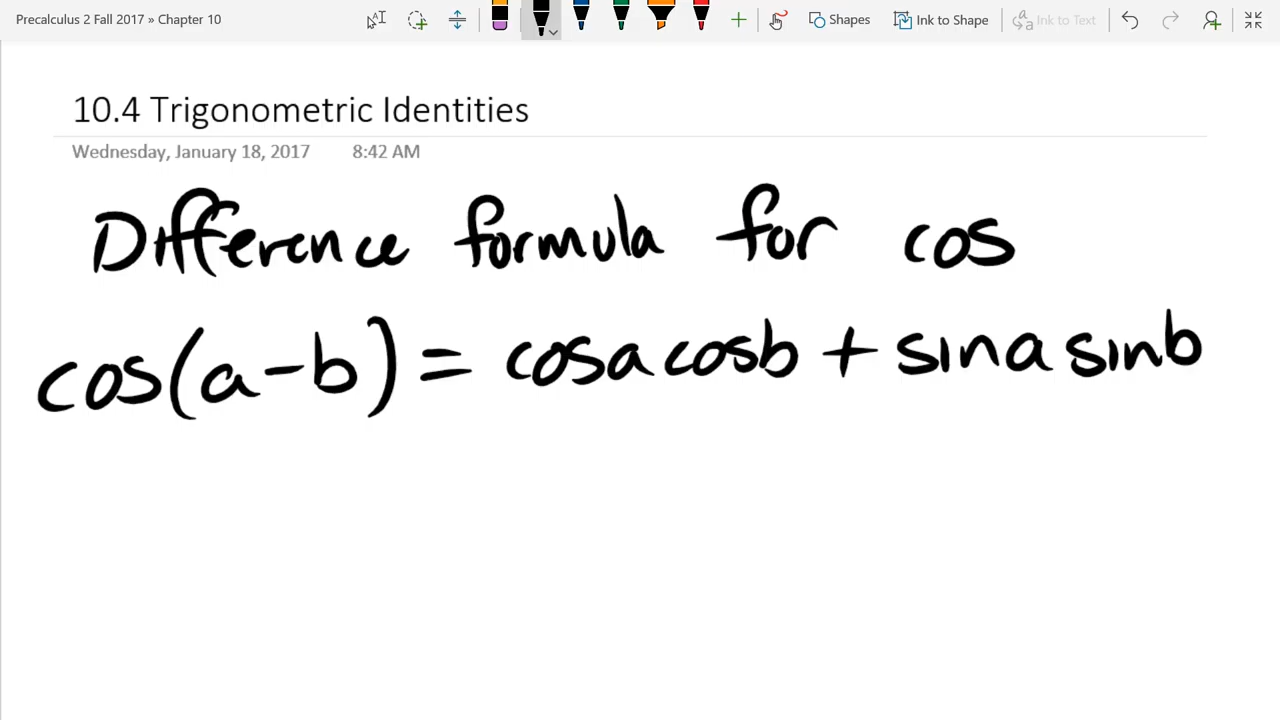 Precalculus 2 Fall 2017 » Chapter 10
Shapes
Ink to Shape
Ink to Text
10.4 Trigonometric Identities
Wednesday, January 18, 2017 8:42 AM
Difference formula for cos
cos(a-b) = cosa cosb + sina sinb